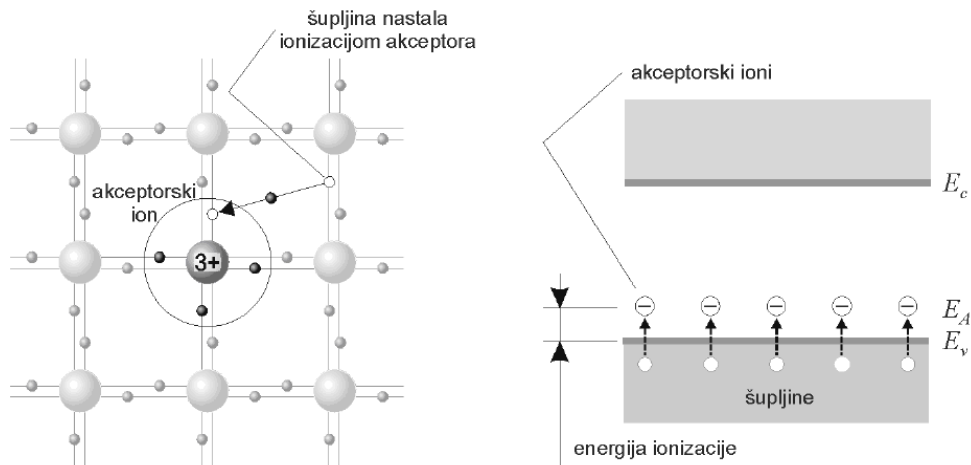 šupljina nastala
ionizacijom akceptora
akceptorski
ion
3+
akceptorski ioni
E_c
E_A
E_v
šupljine
energija ionizacije